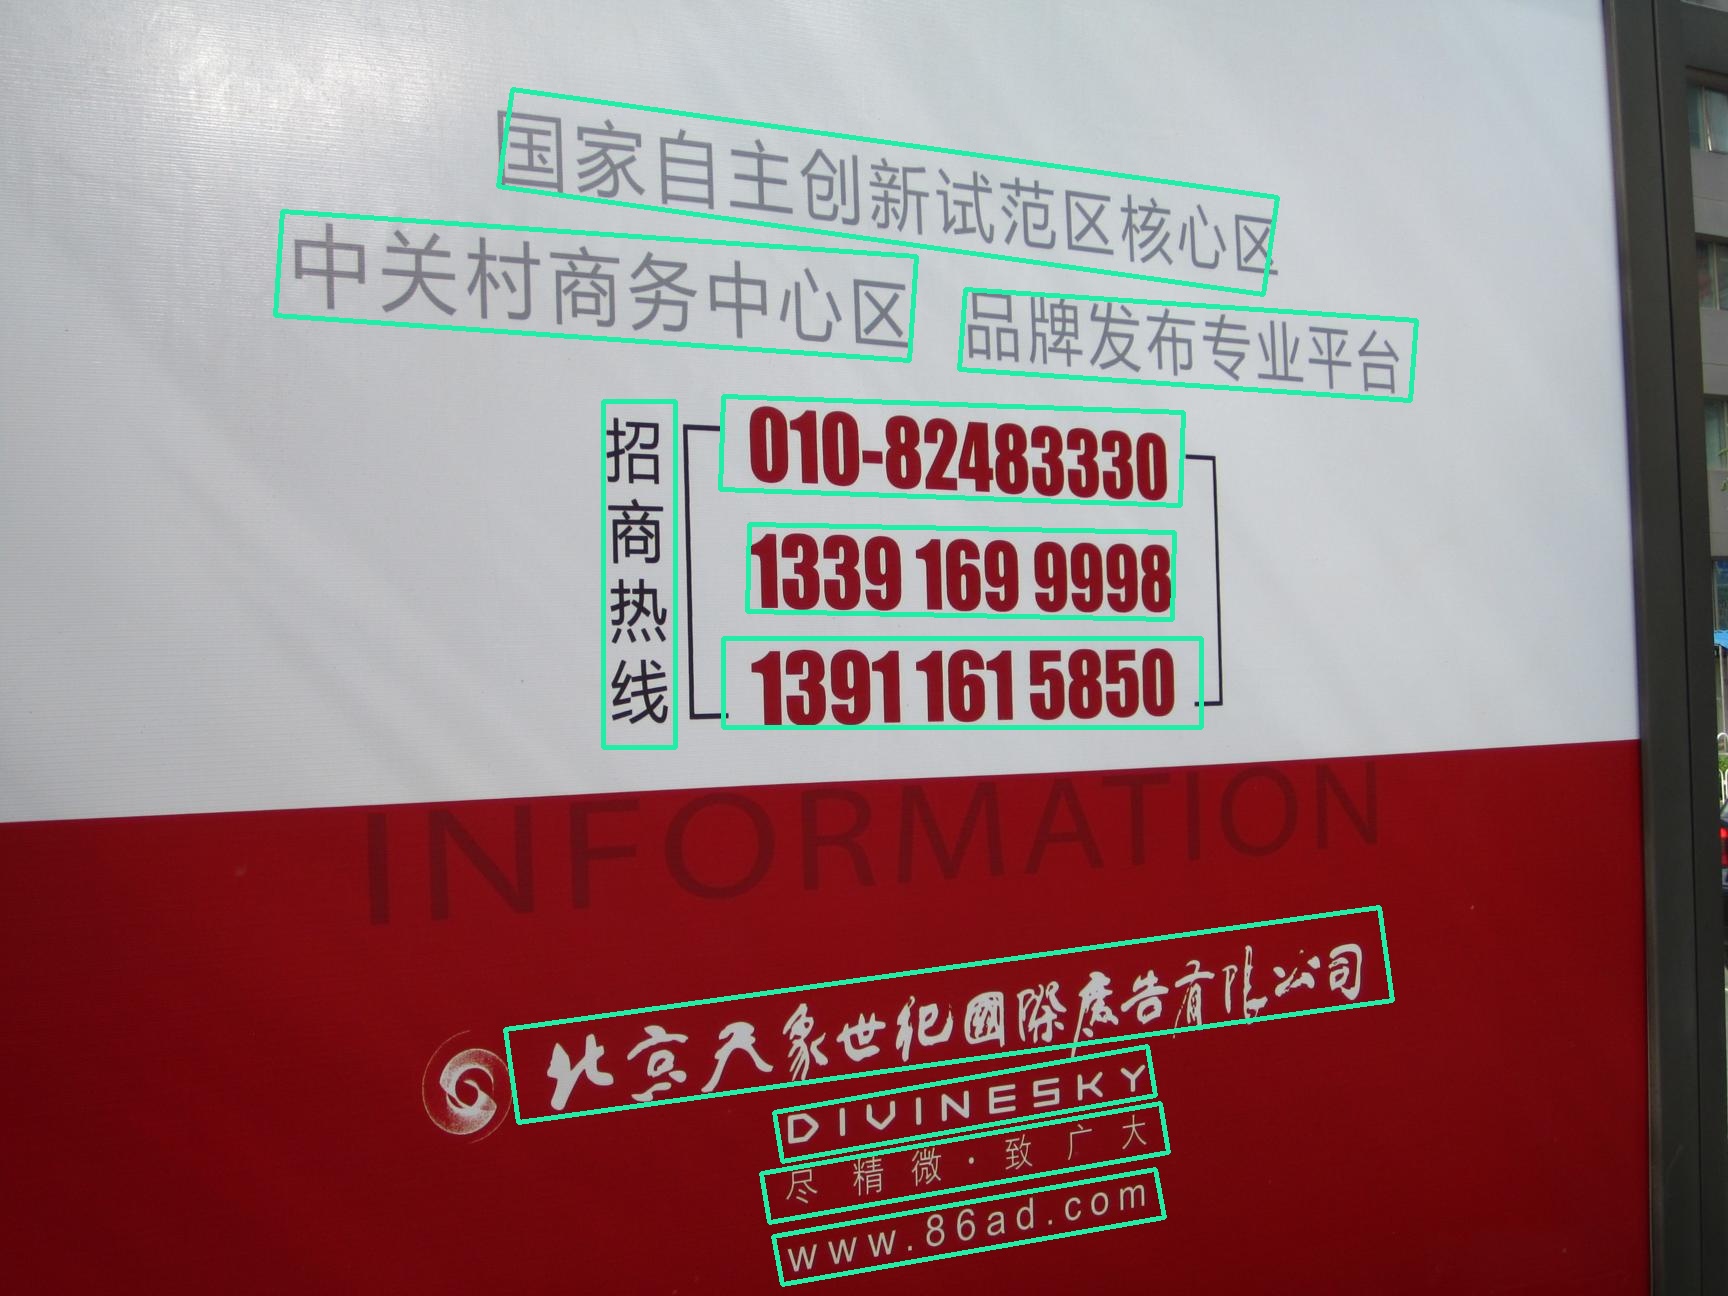 国家自主创新试范区核心区
中关村商务中心区 品牌发布专业平台
招商热线
010-82483330
1339 169 9998
1391 161 5850
INFORMATION
北京天象世纪國際廣告有限公司
DIVINESKY
尽精微·致广大
www.86ad.com